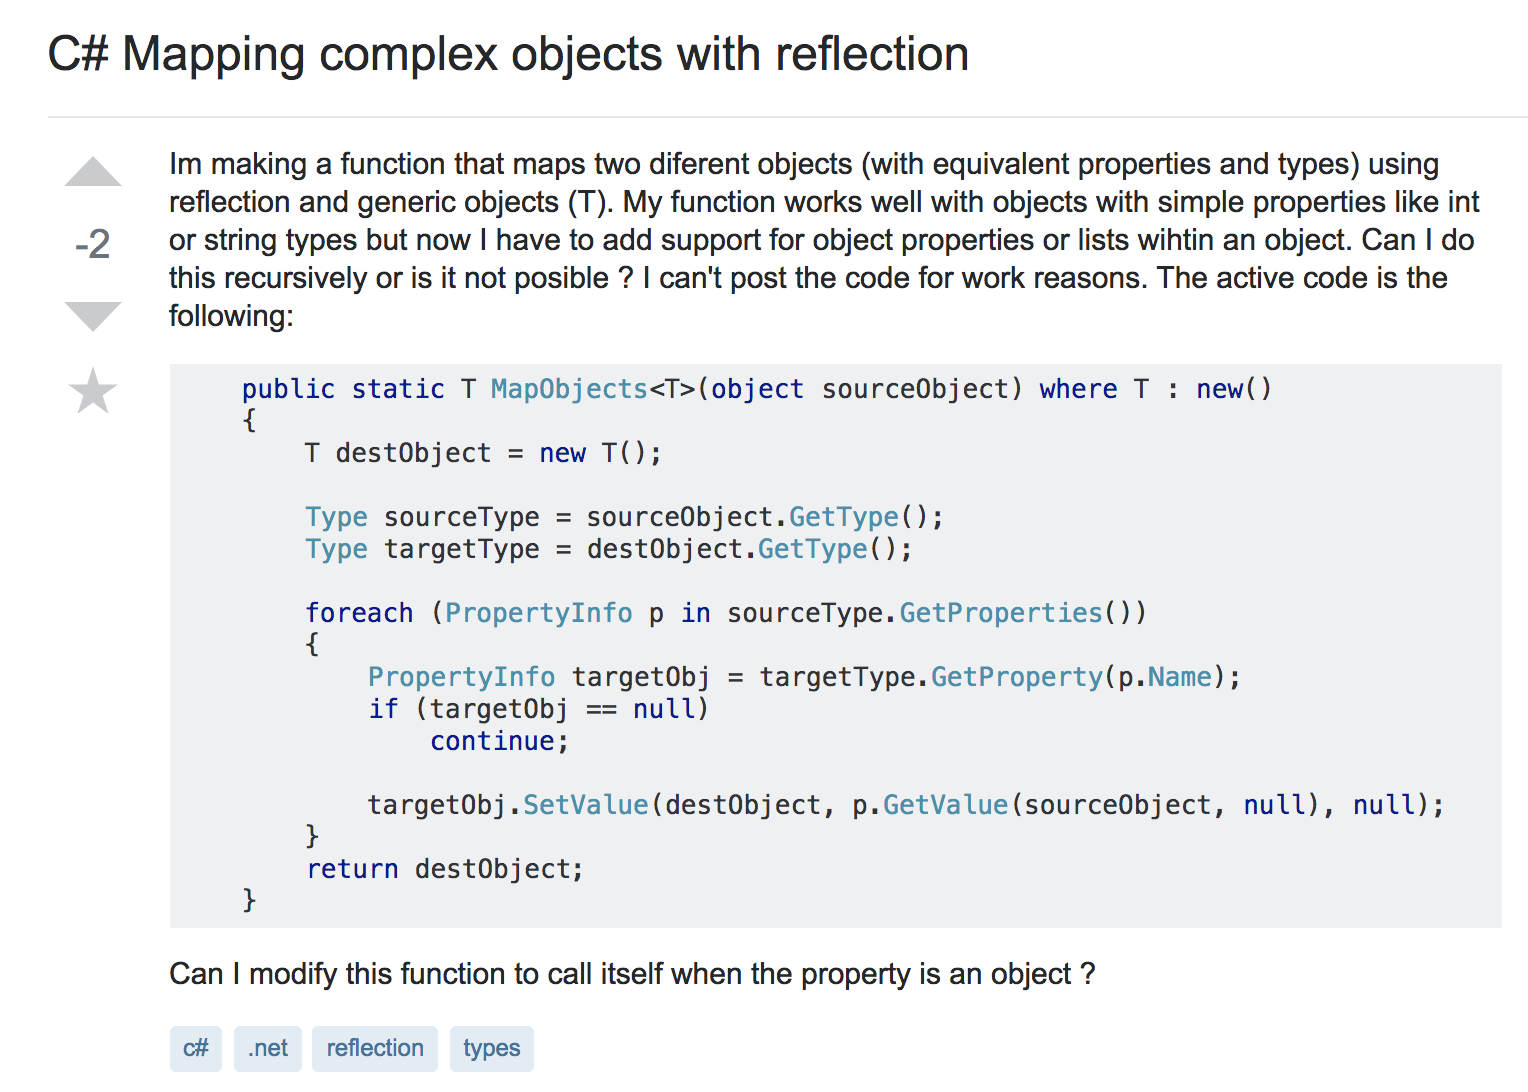 C# Mapping complex objects with reflection
Im making a function that maps two diferent objects (with equivalent properties and types) using
reflection and generic objects (T). My function works well with objects with simple properties like int
or string types but now I have to add support for object properties or lists wihtin an object. Can I do
this recursively or is it not posible ? I can't post the code for work reasons. The active code is the
following:
-2
public static T MapObjects<T>(object sourceObject) where T : new()
{
    T destObject = new T();

    Type sourceType = sourceObject.GetType();
    Type targetType = destObject.GetType();

    foreach (PropertyInfo p in sourceType.GetProperties())
    {
        PropertyInfo targetObj = targetType.GetProperty(p.Name);
        if (targetObj == null)
            continue;

        targetObj.SetValue(destObject, p.GetValue(sourceObject, null), null);
    }
    return destObject;
}
Can I modify this function to call itself when the property is an object ?
c# .net reflection types